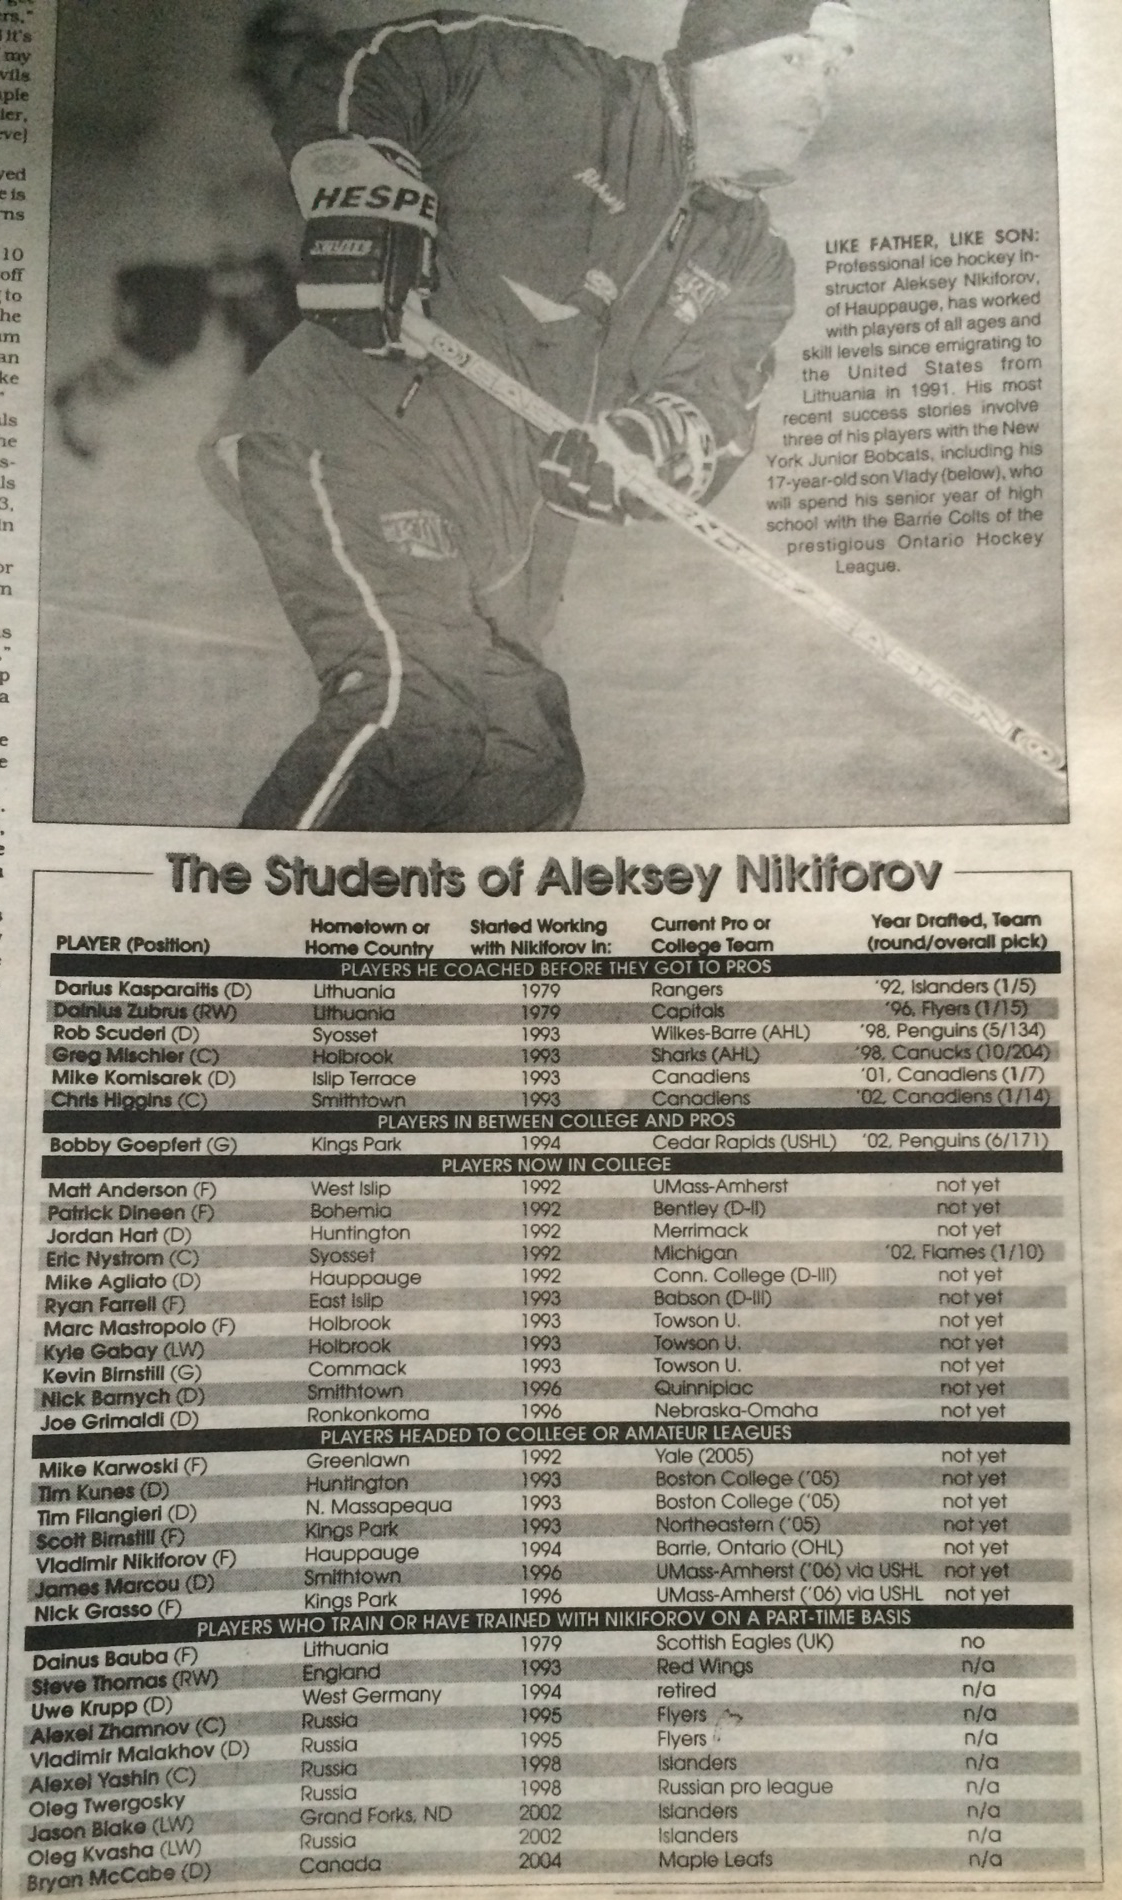 ers,"
it's
my
vils
ple
ler,
vel
ved
e is
ns
10
off
to
he
um
an
ke
ls
ne
s-
ls
3,
in
or
n
s
"
p
a
e
e
HESPE
EASTON
LIKE FATHER, LIKE SON:
Professional ice hockey in-
structor Aleksey Nikiforov,
of Hauppauge, has worked
with players of all ages and
skill levels since emigrating to
the United States from
Lithuania in 1991. His most
recent success stories involve
three of his players with the New
York Junior Bobcats, including his
17-year-old son Vlady (below), who
will spend his senior year of high
school with the Barrie Colts of the
prestigious Ontario Hockey
League.
The Students of Aleksey Nikiforov
PLAYER (Position) Hometown or Home Country Started Working with Nikiforov in: Current Pro or College Team Year Drafted, Team (round/overall pick)
PLAYERS HE COACHED BEFORE THEY GOT TO PROS
Darius Kasparaitis (D) Lithuania 1979 Rangers '92, Islanders (1/5)
Dainius Zubrus (RW) Lithuania 1979 Capitals '96, Flyers (1/15)
Rob Scuderi (D) Syosset 1993 Wilkes-Barre (AHL) '98, Penguins (5/134)
Greg Mischler (C) Holbrook 1993 Sharks (AHL) '98, Canucks (10/204)
Mike Komisarek (D) Islip Terrace 1993 Canadiens '01, Canadiens (1/7)
Chris Higgins (C) Smithtown 1993 Canadiens '02, Canadiens (1/14)
PLAYERS IN BETWEEN COLLEGE AND PROS
Bobby Goepfert (G) Kings Park 1994 Cedar Rapids (USHL) '02, Penguins (6/171)
PLAYERS NOW IN COLLEGE
Matt Anderson (F) West Islip 1992 UMass-Amherst not yet
Patrick Dineen (F) Bohemia 1992 Bentley (D-II) not yet
Jordan Hart (D) Huntington 1992 Merrimack not yet
Eric Nystrom (C) Syosset 1992 Michigan '02, Flames (1/10)
Mike Agliato (D) Hauppauge 1992 Conn. College (D-III) not yet
Ryan Farrell (F) East Islip 1993 Babson (D-III) not yet
Marc Mastropolo (F) Holbrook 1993 Towson U. not yet
Kyle Gabay (LW) Holbrook 1993 Towson U. not yet
Kevin Birnstill (G) Commack 1993 Towson U. not yet
Nick Barnych (D) Smithtown 1996 Quinnipiac not yet
Joe Grimaldi (D) Ronkonkoma 1996 Nebraska-Omaha not yet
PLAYERS HEADED TO COLLEGE OR AMATEUR LEAGUES
Mike Karwoski (F) Greenlawn 1992 Yale (2005) not yet
Tim Kunes (D) Huntington 1993 Boston College ('05) not yet
Tim Filangieri (D) N. Massapequa 1993 Boston College ('05) not yet
Scott Birnstill (F) Kings Park 1993 Northeastern ('05) not yet
Vladimir Nikiforov (F) Hauppauge 1994 Barrie, Ontario (OHL) not yet
James Marcou (D) Smithtown 1996 UMass-Amherst ('06) via USHL not yet
Nick Grasso (F) Kings Park 1996 UMass-Amherst ('06) via USHL not yet
PLAYERS WHO TRAIN OR HAVE TRAINED WITH NIKIFOROV ON A PART-TIME BASIS
Dainus Bauba (F) Lithuania 1979 Scottish Eagles (UK) no
Steve Thomas (RW) England 1993 Red Wings n/a
Uwe Krupp (D) West Germany 1994 retired n/a
Alexei Zhamnov (C) Russia 1995 Flyers n/a
Vladimir Malakhov (D) Russia 1995 Flyers n/a
Alexei Yashin (C) Russia 1998 Islanders n/a
Oleg Twergosky Russia 1998 Russian pro league n/a
Jason Blake (LW) Grand Forks, ND 2002 Islanders n/a
Oleg Kvasha (LW) Russia 2002 Islanders n/a
Bryan McCabe (D) Canada 2004 Maple Leafs n/a